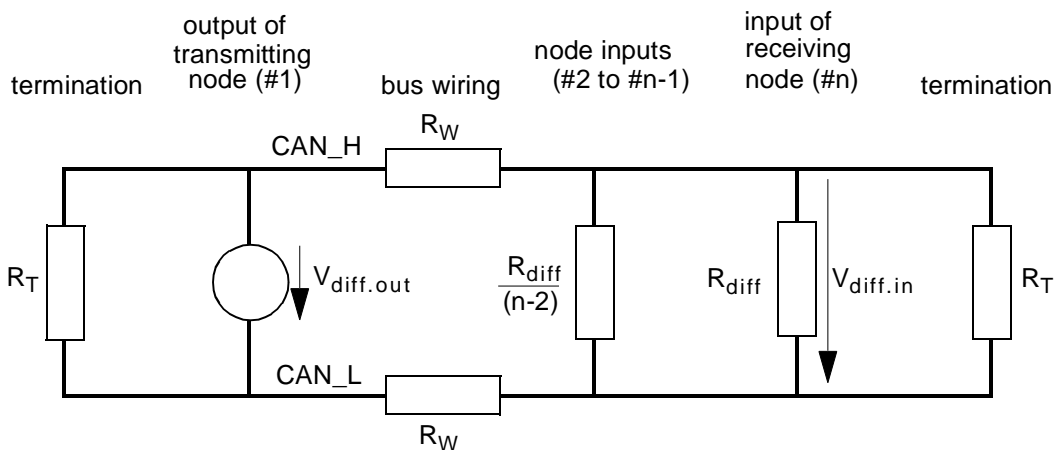 termination
output of
transmitting
node (#1)
bus wiring
node inputs
(#2 to #n-1)
input of
receiving
node (#n)
termination
CAN_H
R_W
R_T
V_diff.out
R_diff
(n-2)
R_diff
V_diff.in
R_T
CAN_L
R_W